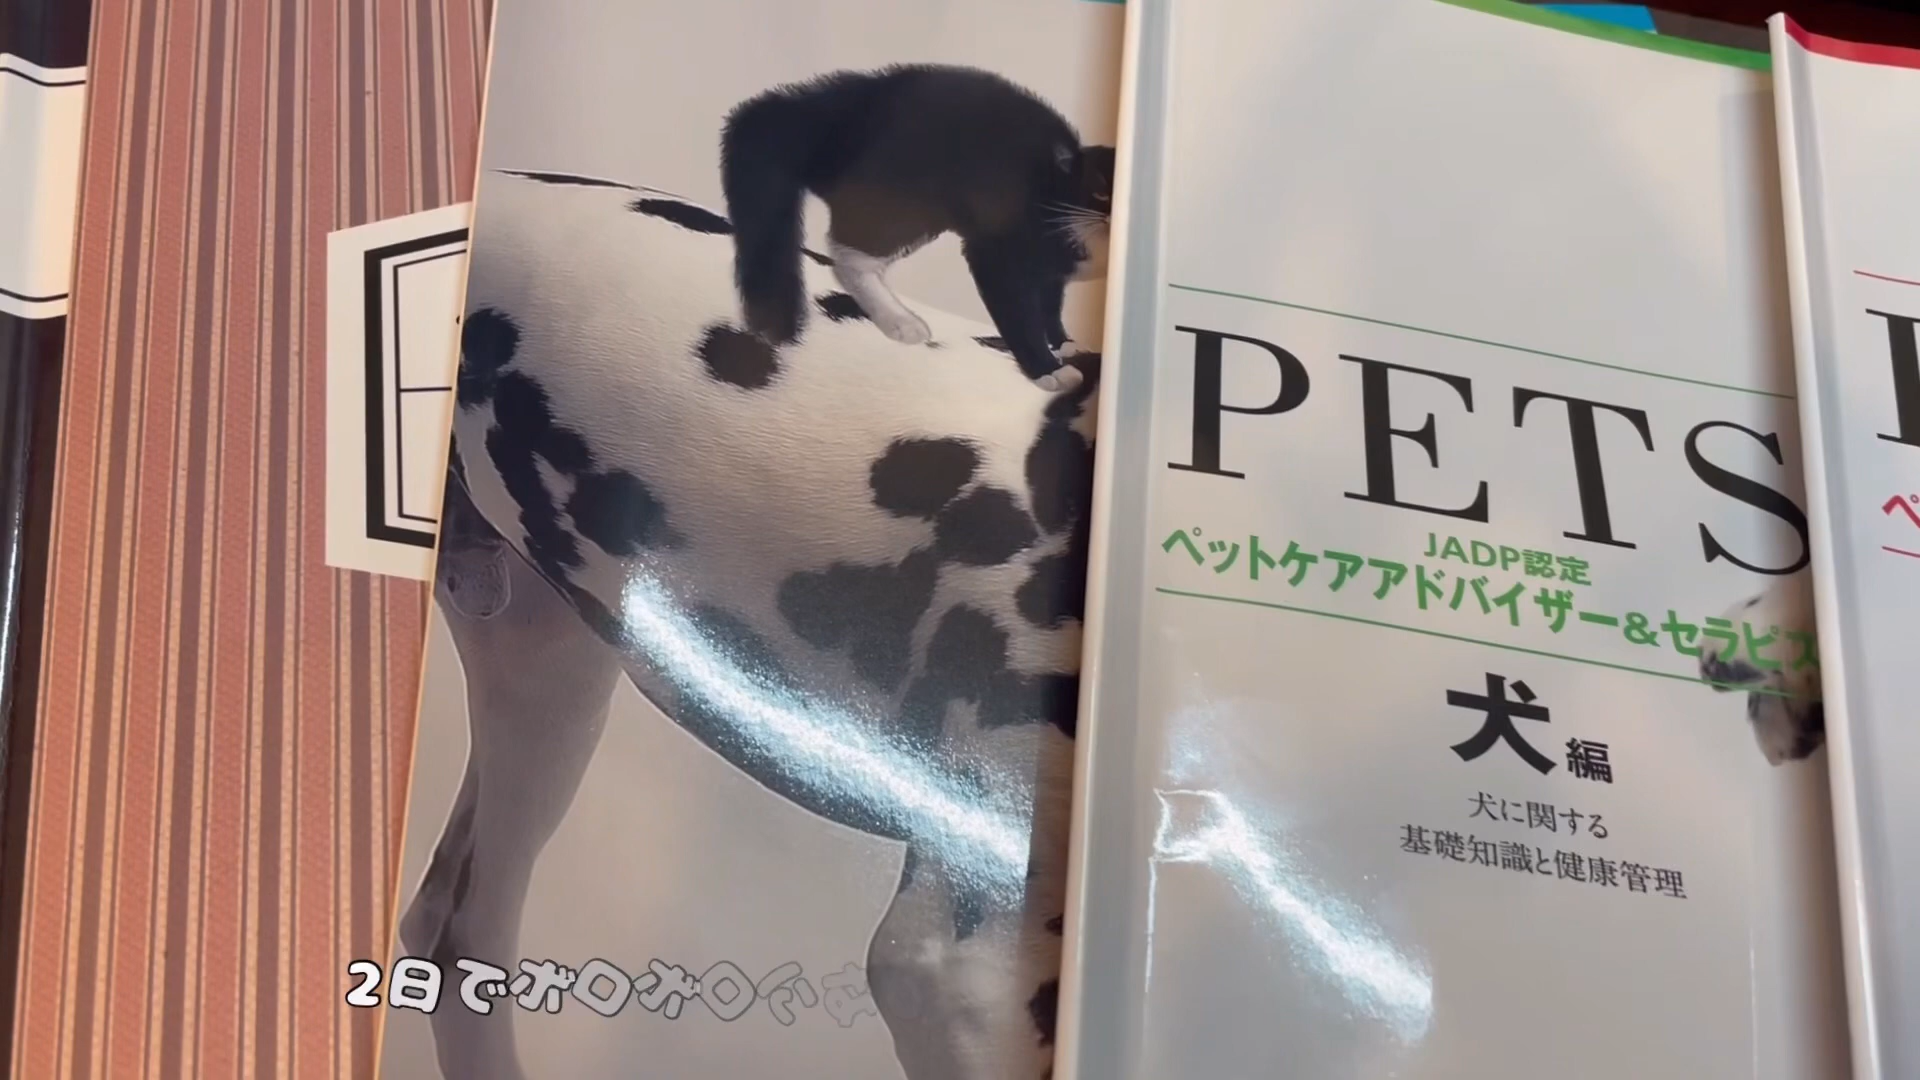 PETS
JADP認定
ペットケアアドバイザー&セラピス
犬編
犬に関する
基礎知識と健康管理
ペ
2日でボロボロに